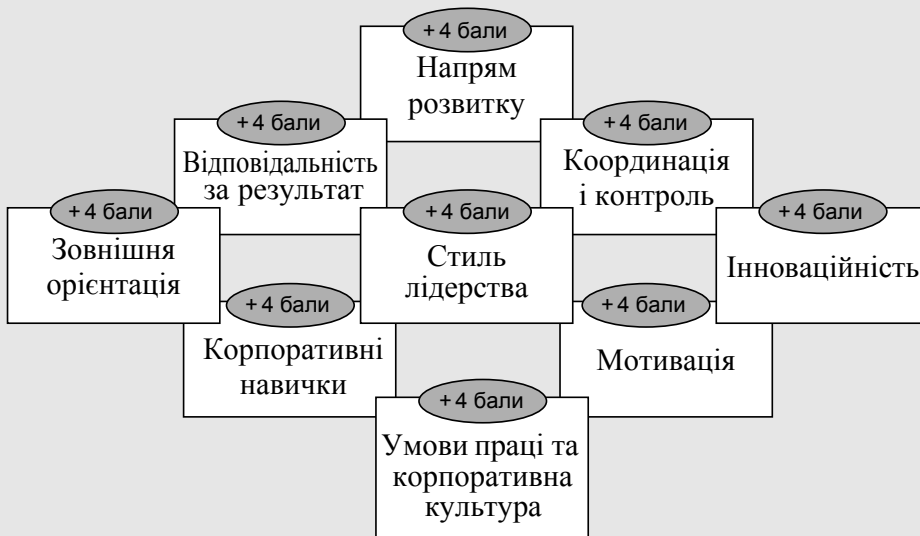 +4 бали
Напрям
розвитку
+4 бали
Відповідальність
за результат
+4 бали
Координація
і контроль
+4 бали
Зовнішня
орієнтація
+4 бали
Стиль
лідерства
+4 бали
Інноваційність
+4 бали
Корпоративні
навички
+4 бали
Мотивація
+4 бали
Умови праці та
корпоративна
культура